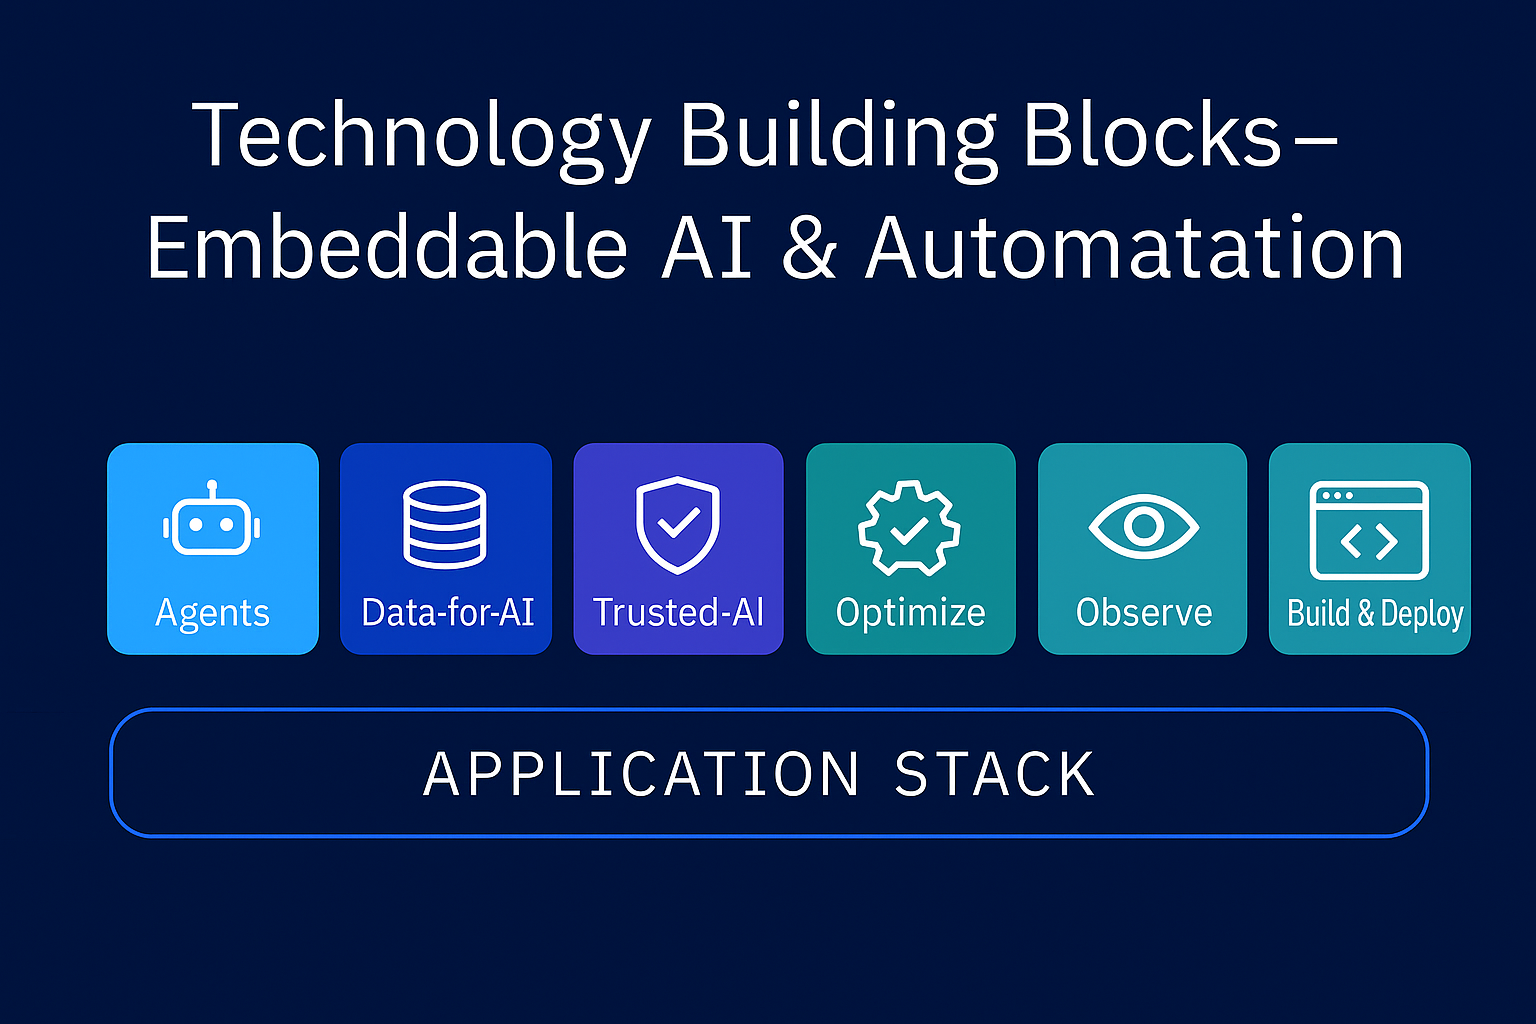 Technology Building Blocks –
Embeddable AI & Automatation
Agents
Data-for-AI
Trusted-AI
Optimize
Observe
Build & Deploy
APPLICATION STACK